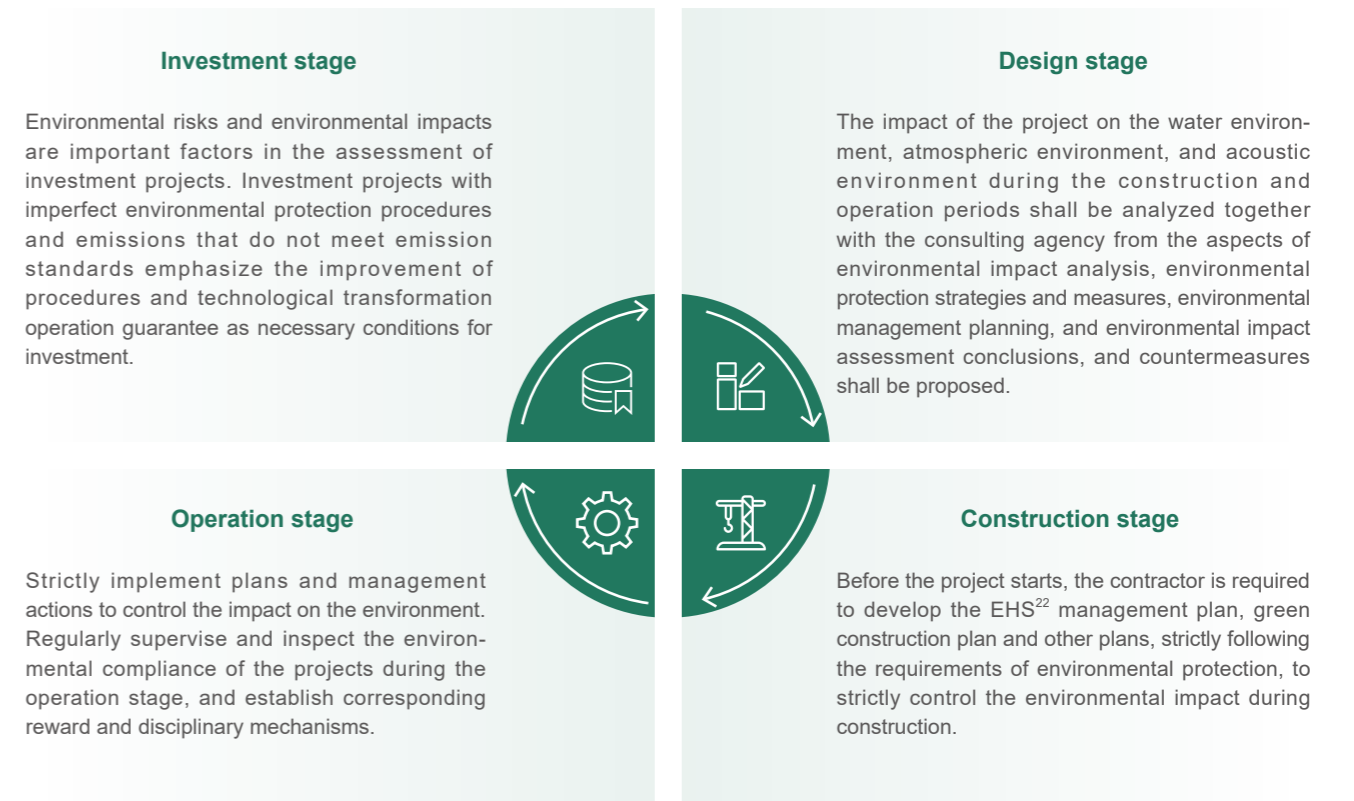 Investment stage
Environmental risks and environmental impacts
are important factors in the assessment of
investment projects. Investment projects with
imperfect environmental protection procedures
and emissions that do not meet emission
standards emphasize the improvement of
procedures and technological transformation
operation guarantee as necessary conditions for
investment.
Design stage
The impact of the project on the water environ-
ment, atmospheric environment, and acoustic
environment during the construction and
operation periods shall be analyzed together
with the consulting agency from the aspects of
environmental impact analysis, environmental
protection strategies and measures, environmental
management planning, and environmental impact
assessment conclusions, and countermeasures
shall be proposed.
Operation stage
Strictly implement plans and management
actions to control the impact on the environment.
Regularly supervise and inspect the environ-
mental compliance of the projects during the
operation stage, and establish corresponding
reward and disciplinary mechanisms.
Construction stage
Before the project starts, the contractor is required
to develop the EHS22 management plan, green
construction plan and other plans, strictly following
the requirements of environmental protection, to
strictly control the environmental impact during
construction.